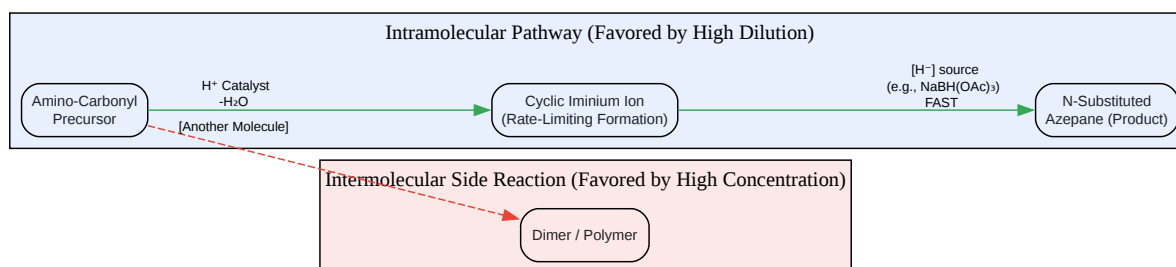 Intramolecular Pathway (Favored by High Dilution)
Amino-Carbonyl
Precursor
H⁺ Catalyst
-H₂O
[Another Molecule]
Cyclic Iminium Ion
(Rate-Limiting Formation)
[H⁻] source
(e.g., NaBH(OAc)₃)
FAST
N-Substituted
Azepane (Product)
Intermolecular Side Reaction (Favored by High Concentration)
Dimer / Polymer